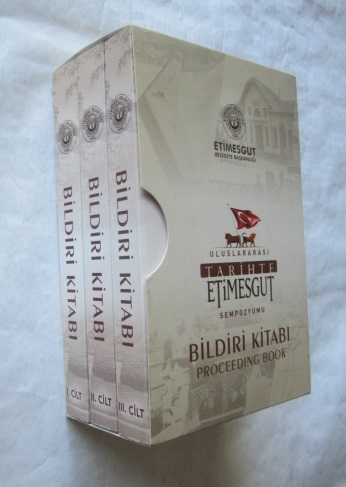 BİLDİRİ KİTABI
I. CİLT
BİLDİRİ KİTABI
II. CİLT
BİLDİRİ KİTABI
III. CİLT
ETİMESGUT
BELEDİYE BAŞKANLIĞI
ULUSLARARASI
TARİHTE
ETİMESGUT
SEMPOZYUMU
BİLDİRİ KİTABI
PROCEEDING BOOK